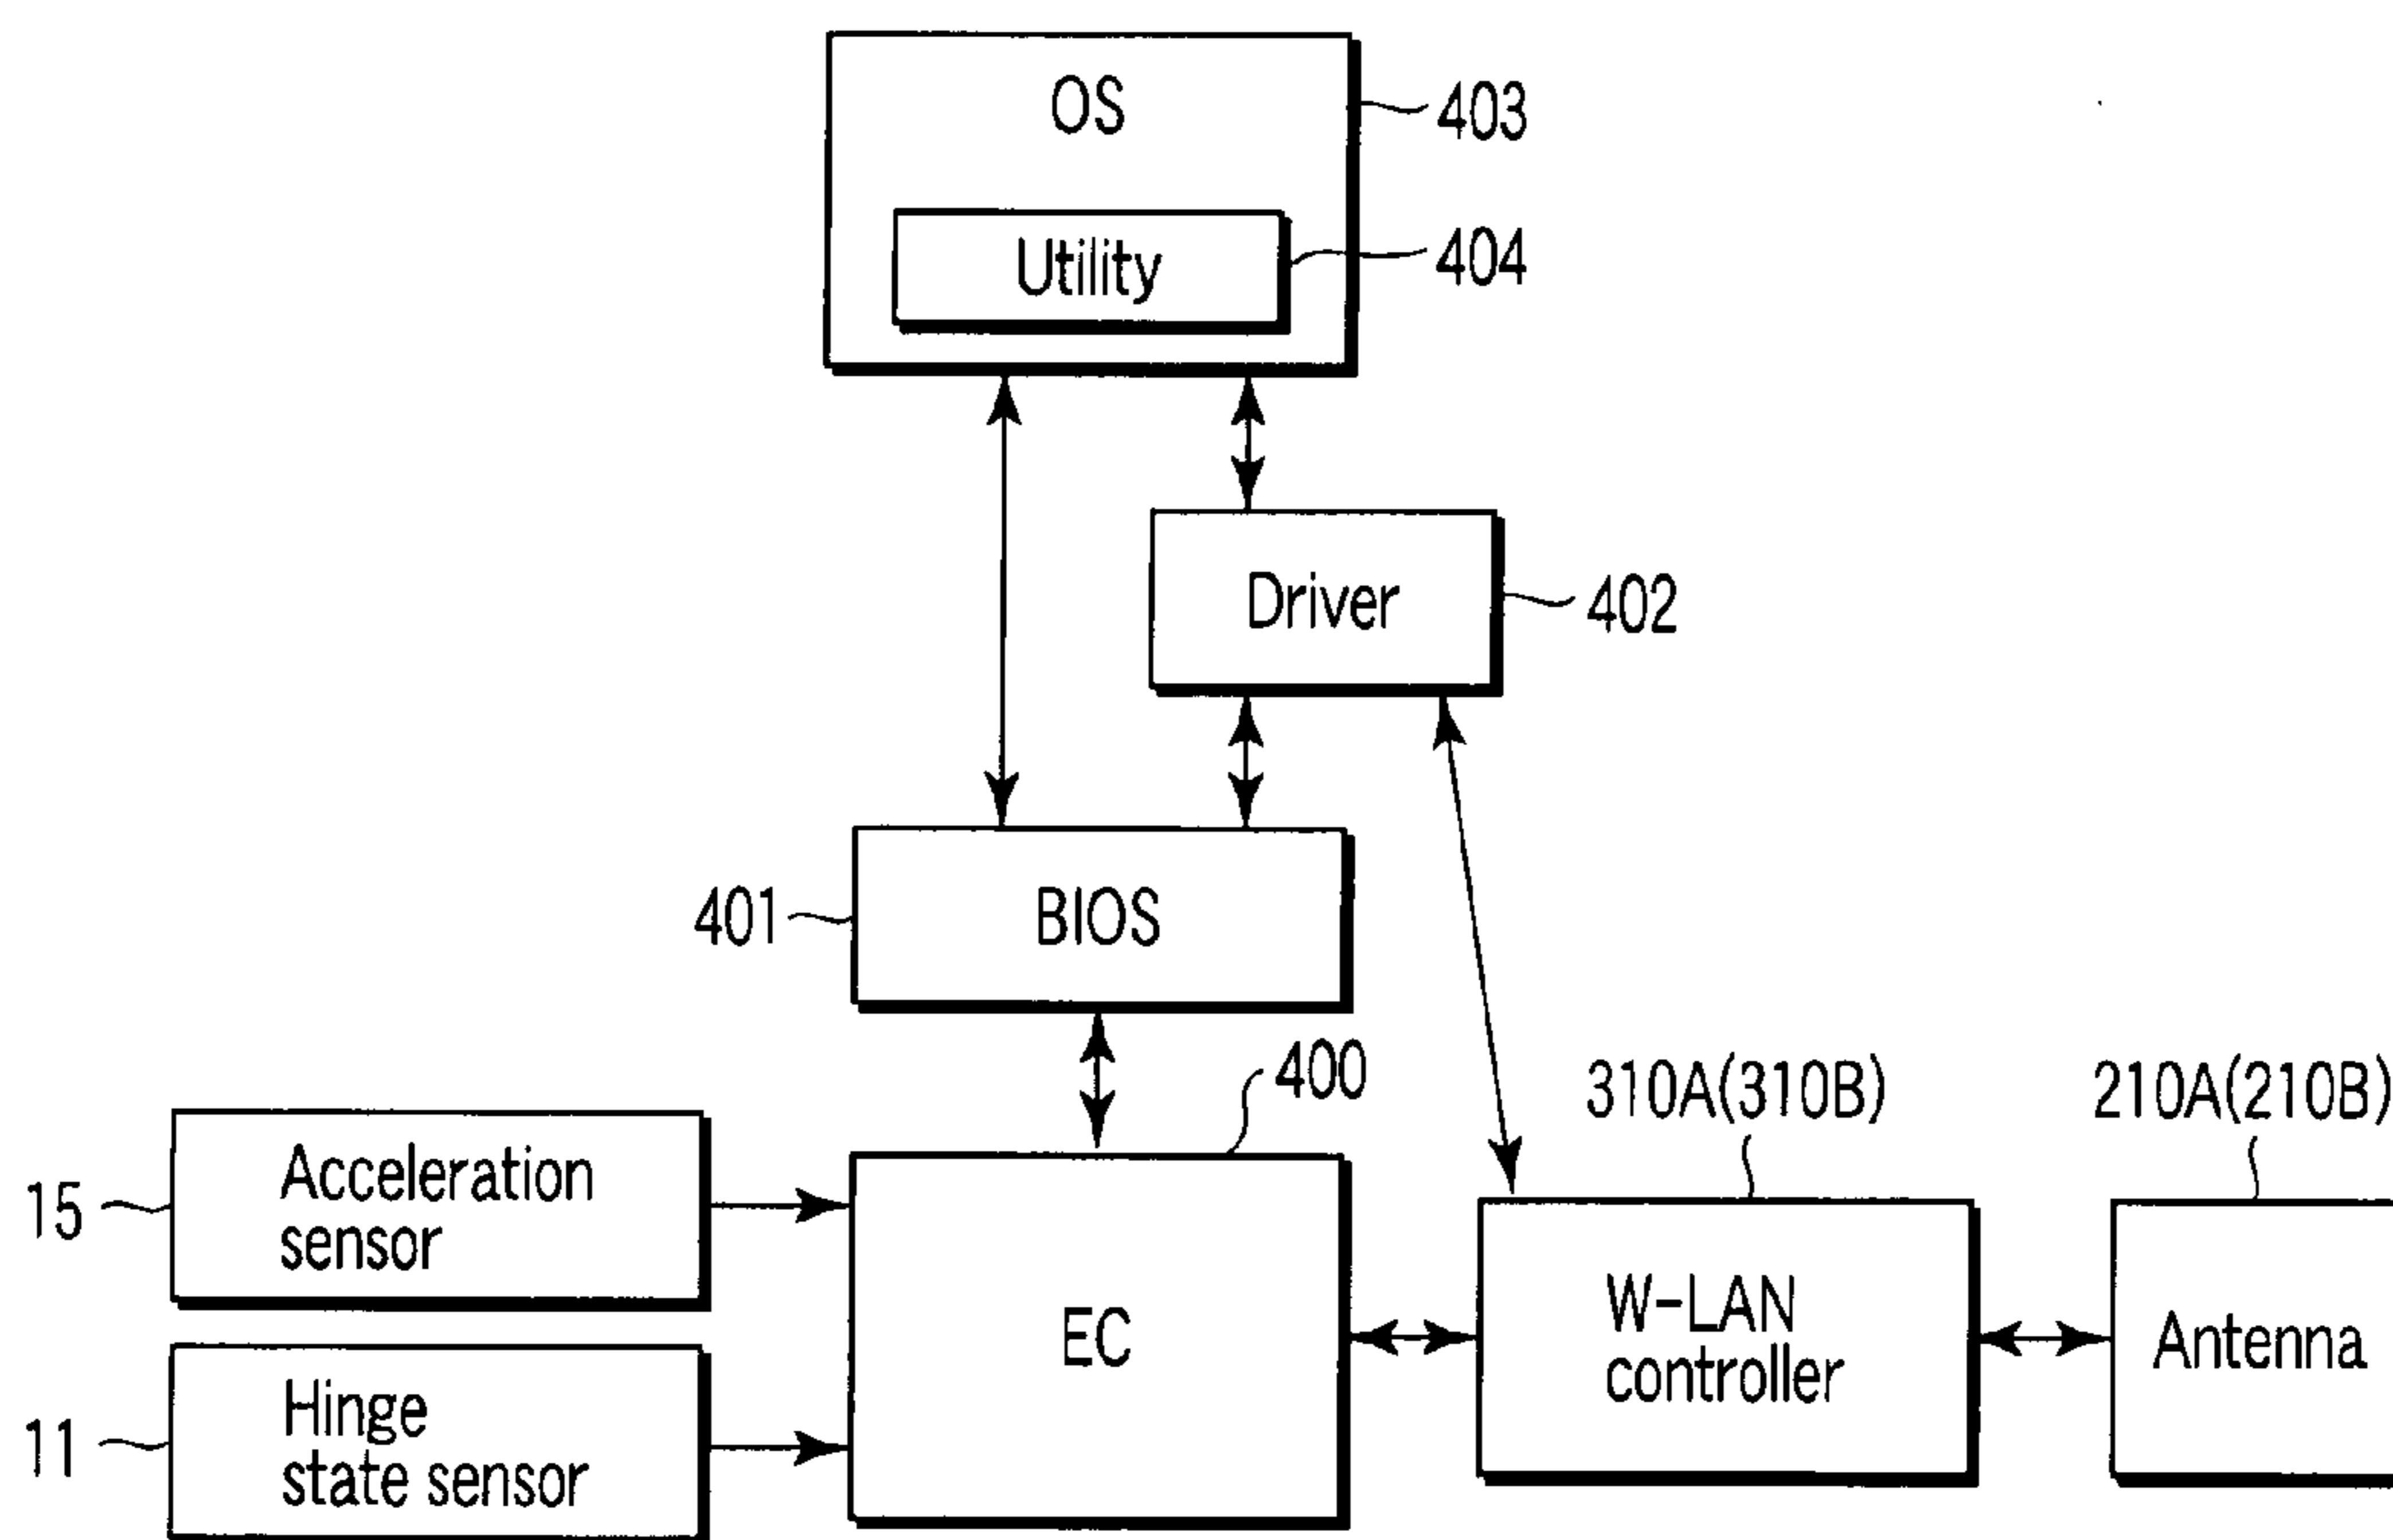 OS
403
Utility
404
Driver
402
401
BIOS
400
310A(310B)
210A(210B)
15
Acceleration
sensor
EC
W-LAN
controller
Antenna
11
Hinge
state sensor